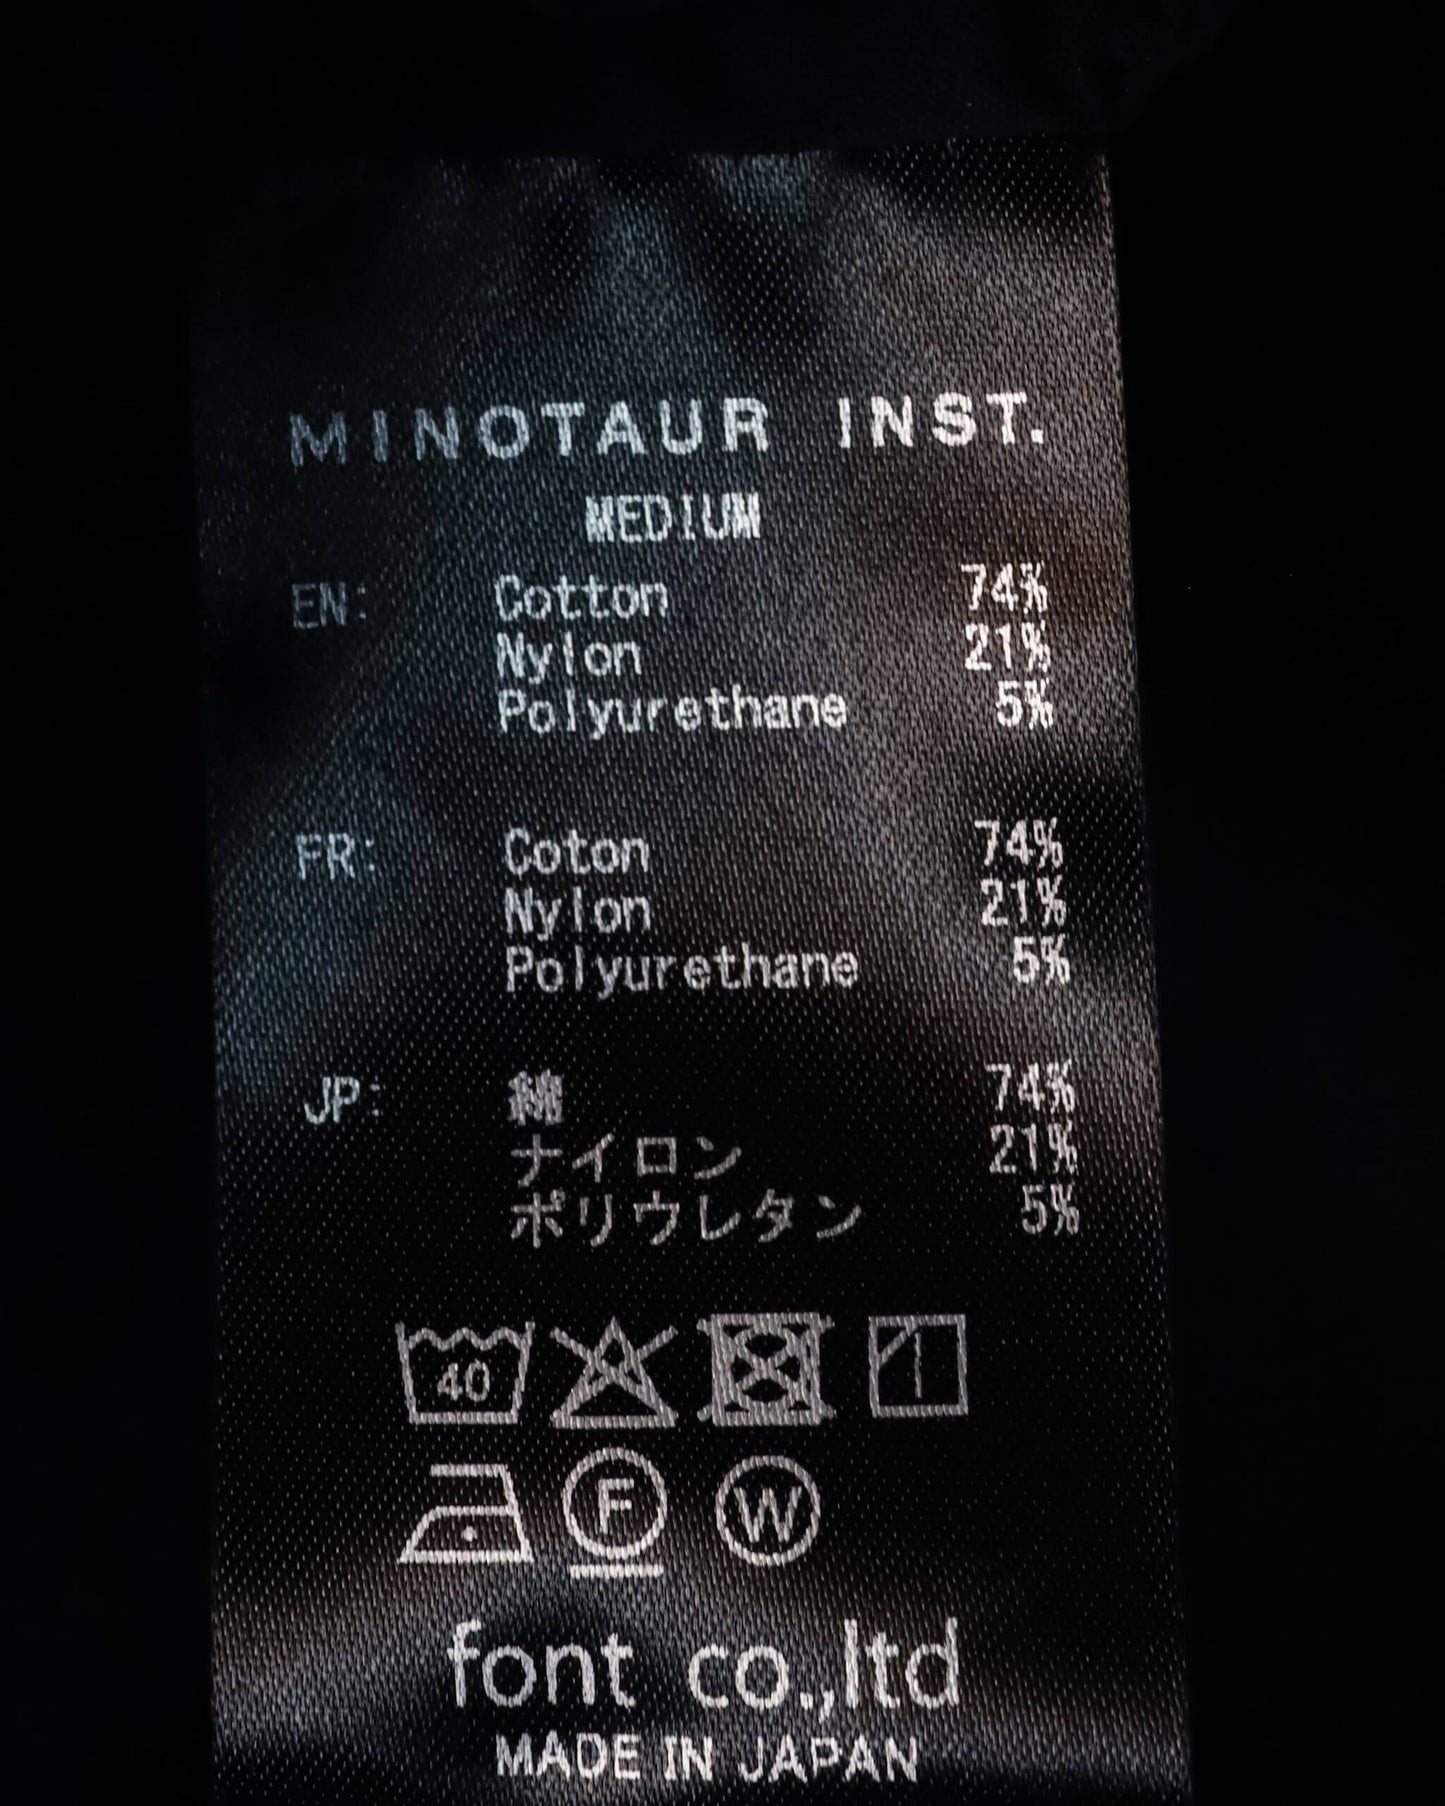 MINOTAUR INST.
MEDIUM
EN: Cotton 74%
Nylon 21%
Polyurethane 5%
FR: Coton 74%
Nylon 21%
Polyurethane 5%
JP: 綿 74%
ナイロン 21%
ポリウレタン 5%
40
F W
font co.,ltd
MADE IN JAPAN